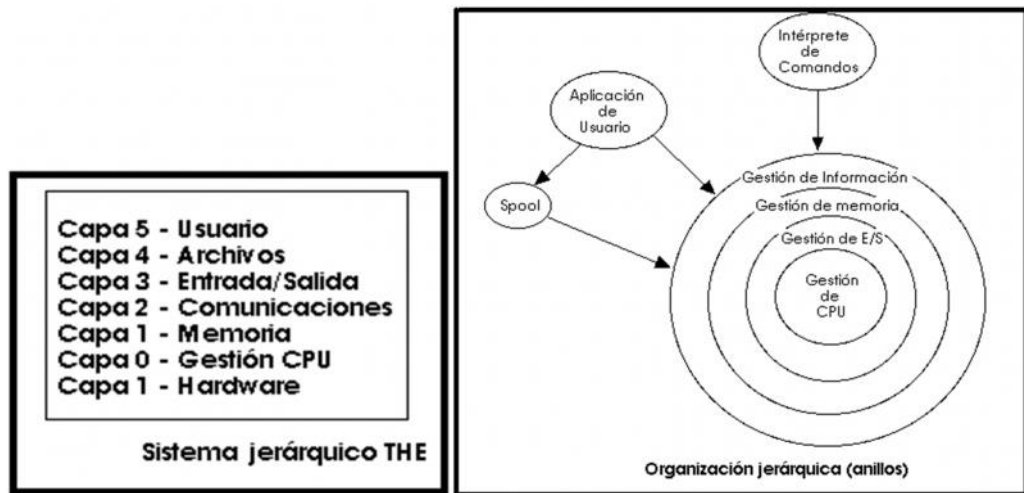 Capa 5 - Usuario
Capa 4 - Archivos
Capa 3 - Entrada/Salida
Capa 2 - Comunicaciones
Capa 1 - Memoria
Capa 0 - Gestión CPU
Capa 1 - Hardware
Sistema jerárquico THE
Intérprete
de
Comandos
Aplicación
de
Usuario
Spool
Gestión de Información
Gestión de memoria
Gestión de E/S
Gestión
de
CPU
Organización jerárquica (anillos)